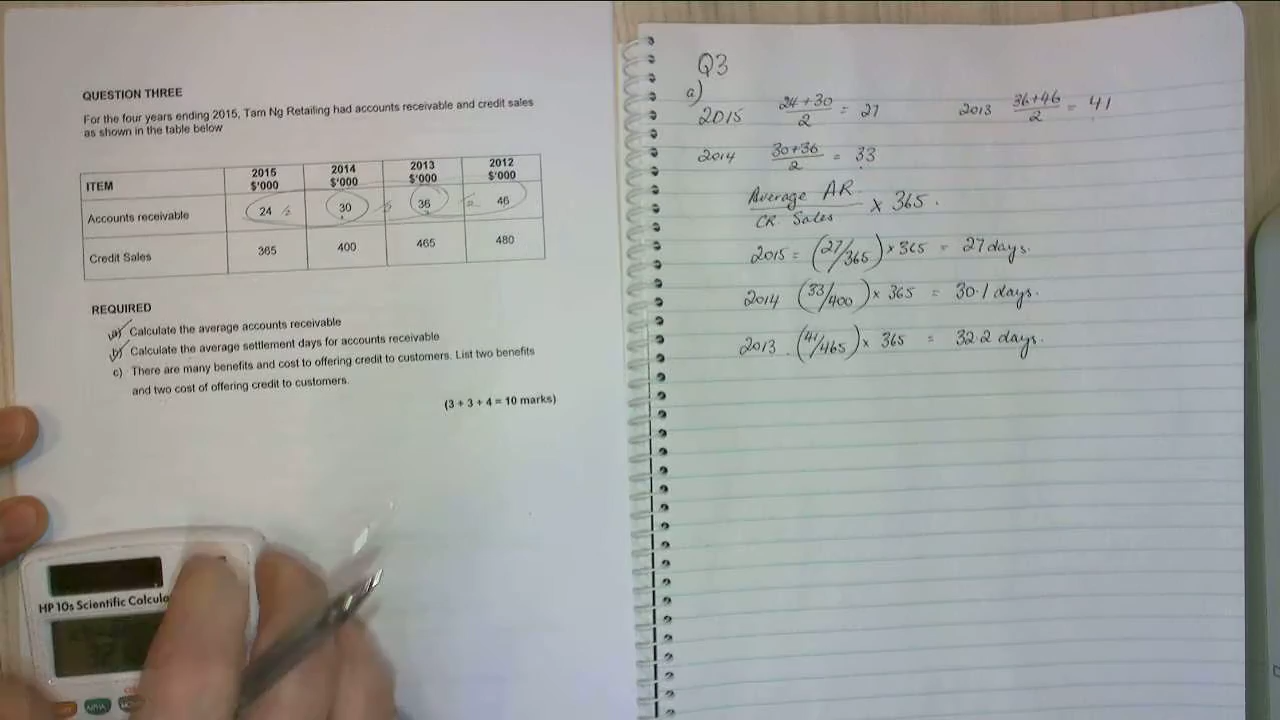 QUESTION THREE
For the four years ending 2015, Tam Ng Retailing had accounts receivable and credit sales
as shown in the table below
ITEM 2015 $'000 2014 $'000 2013 $'000 2012 $'000
Accounts receivable 24 30 36 46
Credit Sales 365 400 465 480
REQUIRED
(a) Calculate the average accounts receivable
(b) Calculate the average settlement days for accounts receivable
c) There are many benefits and cost to offering credit to customers. List two benefits
and two cost of offering credit to customers.
(3 + 3 + 4 = 10 marks)
HP 10s Scientific
ALPHA
Q3
a)
2015 24+30/2 = 27 2013 36+46/2 = 41
2014 30+36/2 = 33
Average AR/CR. Sales × 365.
2015 = (27/365) × 365 = 27 days.
2014 (33/400) × 365 = 30.1 days.
2013. (41/465) × 365 = 32.2 days.